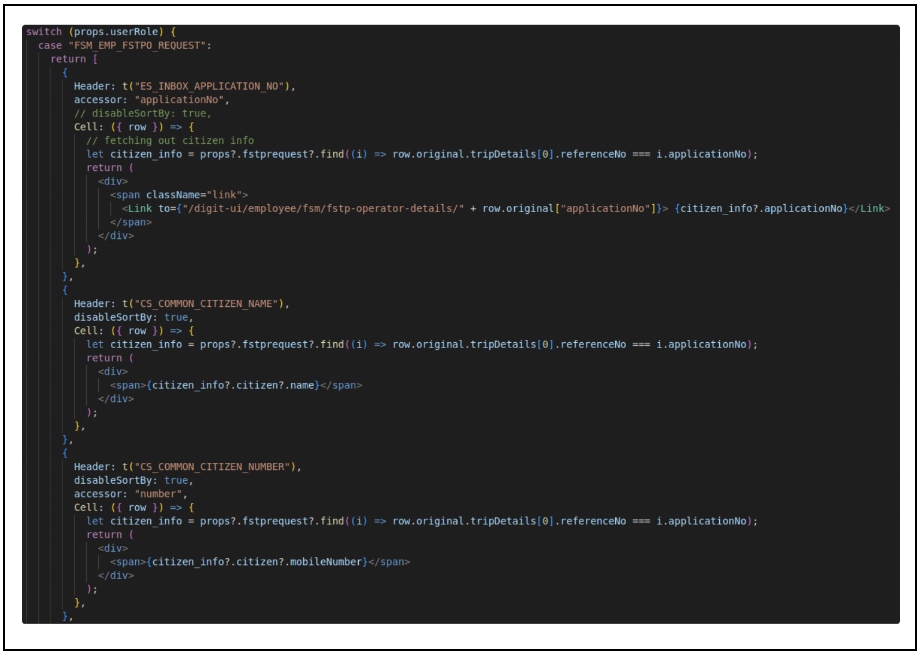 switch (props.userRole) {
case "FSM_EMP_FSTPO_REQUEST":
return [
{
Header: t("ES_INBOX_APPLICATION_NO"),
accessor: "applicationNo",
// disableSortBy: true,
Cell: ({ row }) => {
// fetching out citizen info
let citizen_info = props?.fstprequest?.find((i) => row.original.tripDetails[0].referenceNo === i.applicationNo);
return (
<div>
<span className="link">
<Link to={"/digit-ui/employee/fsm/fstp-operator-details/" + row.original["applicationNo"]}> {citizen_info?.applicationNo}</Link>
</span>
</div>
);
},
},
{
Header: t("CS_COMMON_CITIZEN_NAME"),
disableSortBy: true,
Cell: ({ row }) => {
let citizen_info = props?.fstprequest?.find((i) => row.original.tripDetails[0].referenceNo === i.applicationNo);
return (
<div>
<span>{citizen_info?.citizen?.name}</span>
</div>
);
},
},
{
Header: t("CS_COMMON_CITIZEN_NUMBER"),
disableSortBy: true,
accessor: "number",
Cell: ({ row }) => {
let citizen_info = props?.fstprequest?.find((i) => row.original.tripDetails[0].referenceNo === i.applicationNo);
return (
<div>
<span>{citizen_info?.citizen?.mobileNumber}</span>
</div>
);
},
},